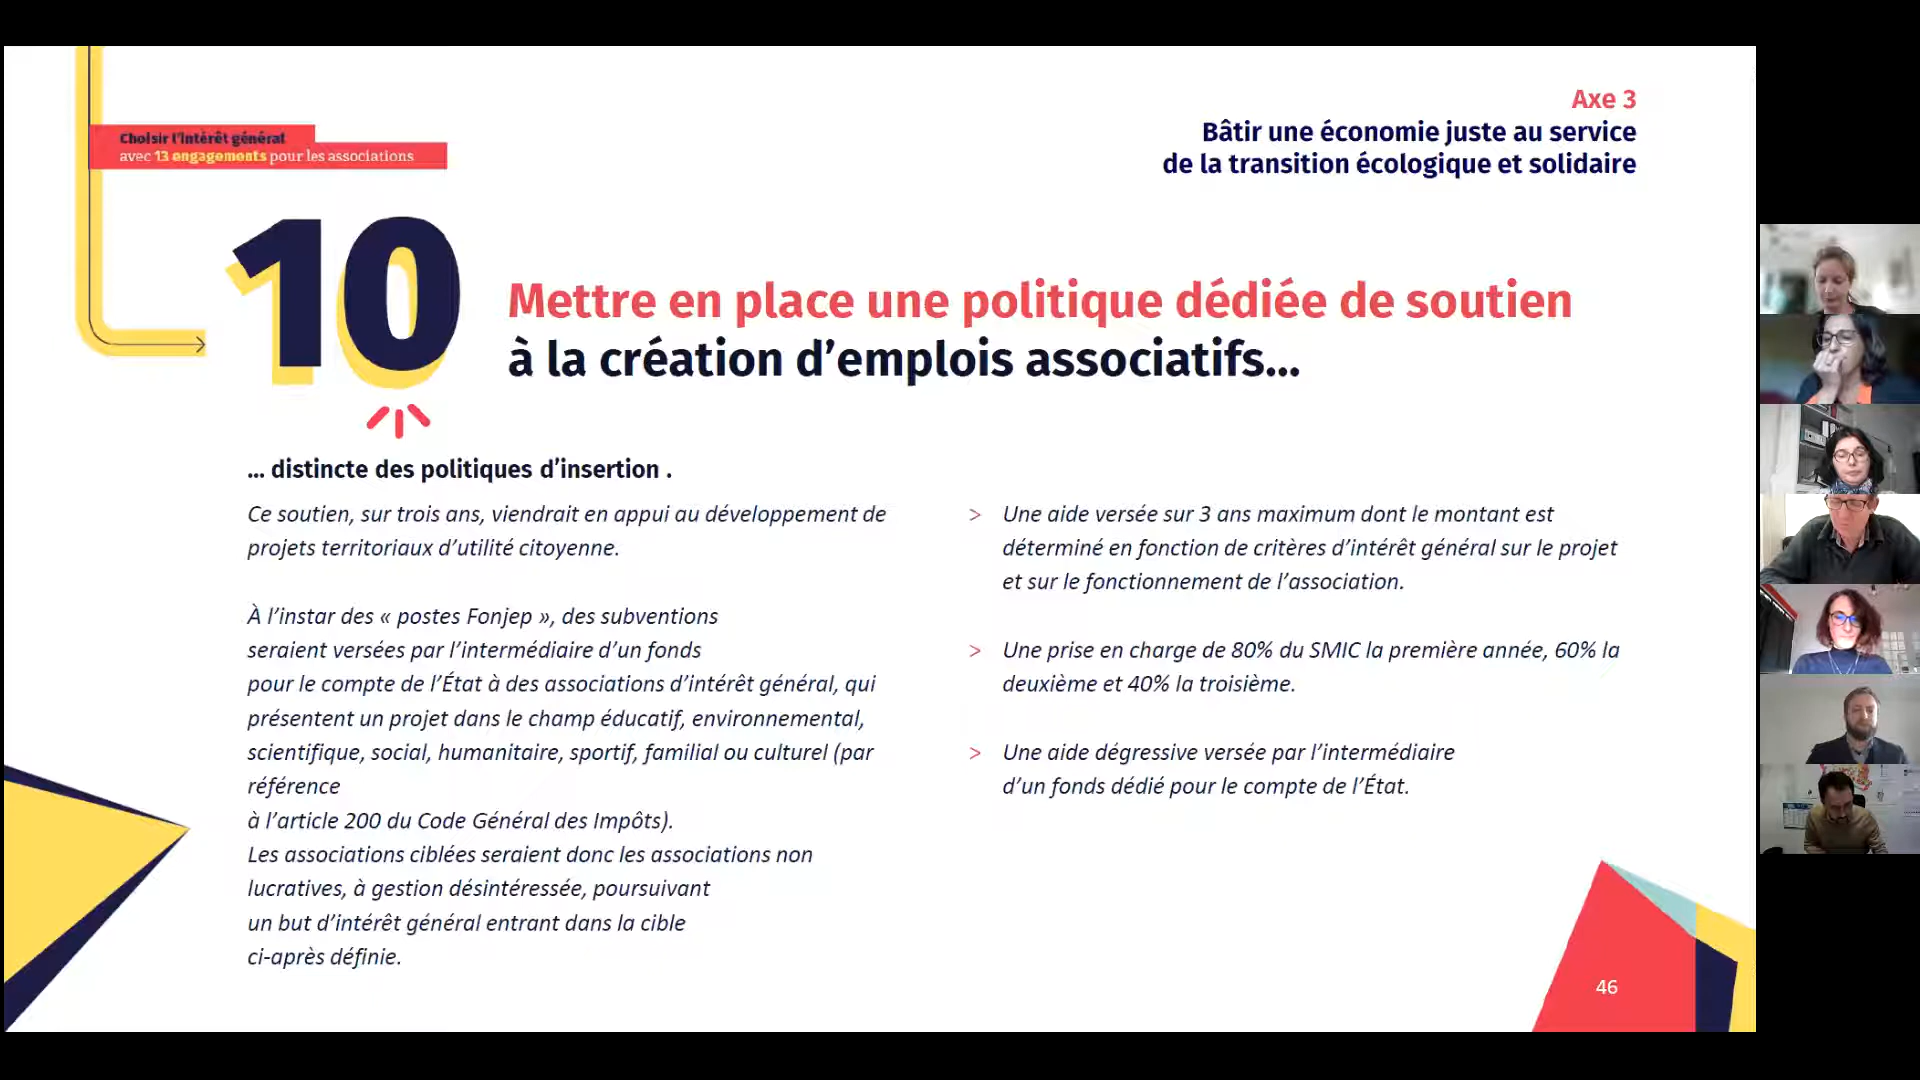 Axe 3
Bâtir une économie juste au service
de la transition écologique et solidaire
Choisir l'intérêt général
avec 13 engagements pour les associations
10
Mettre en place une politique dédiée de soutien
à la création d'emplois associatifs...
... distincte des politiques d'insertion .
Ce soutien, sur trois ans, viendrait en appui au développement de
projets territoriaux d'utilité citoyenne.
À l'instar des « postes Fonjep », des subventions
seraient versées par l'intermédiaire d'un fonds
pour le compte de l'État à des associations d'intérêt général, qui
présentent un projet dans le champ éducatif, environnemental,
scientifique, social, humanitaire, sportif, familial ou culturel (par
référence
à l'article 200 du Code Général des Impôts).
Les associations ciblées seraient donc les associations non
lucratives, à gestion désintéressée, poursuivant
un but d'intérêt général entrant dans la cible
ci-après définie.
> Une aide versée sur 3 ans maximum dont le montant est
déterminé en fonction de critères d'intérêt général sur le projet
et sur le fonctionnement de l'association.
> Une prise en charge de 80% du SMIC la première année, 60% la
deuxième et 40% la troisième.
> Une aide dégressive versée par l'intermédiaire
d'un fonds dédié pour le compte de l'État.
46